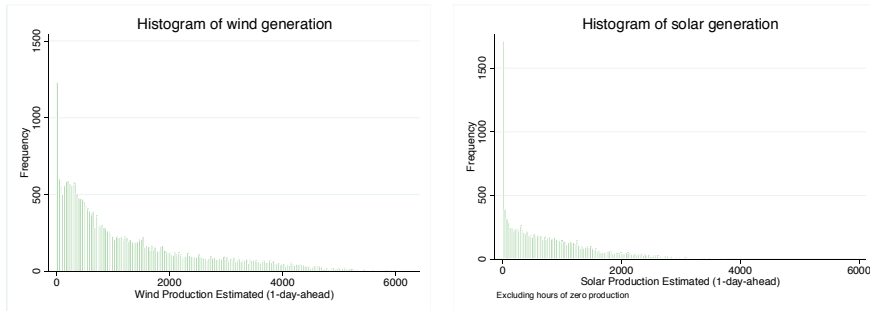 Histogram of wind generation
1500
1000
500
0
Frequency
0 2000 4000 6000
Wind Production Estimated (1-day-ahead)
Histogram of solar generation
1500
1000
500
0
Frequency
0 2000 4000 6000
Solar Production Estimated (1-day-ahead)
Excluding hours of zero production